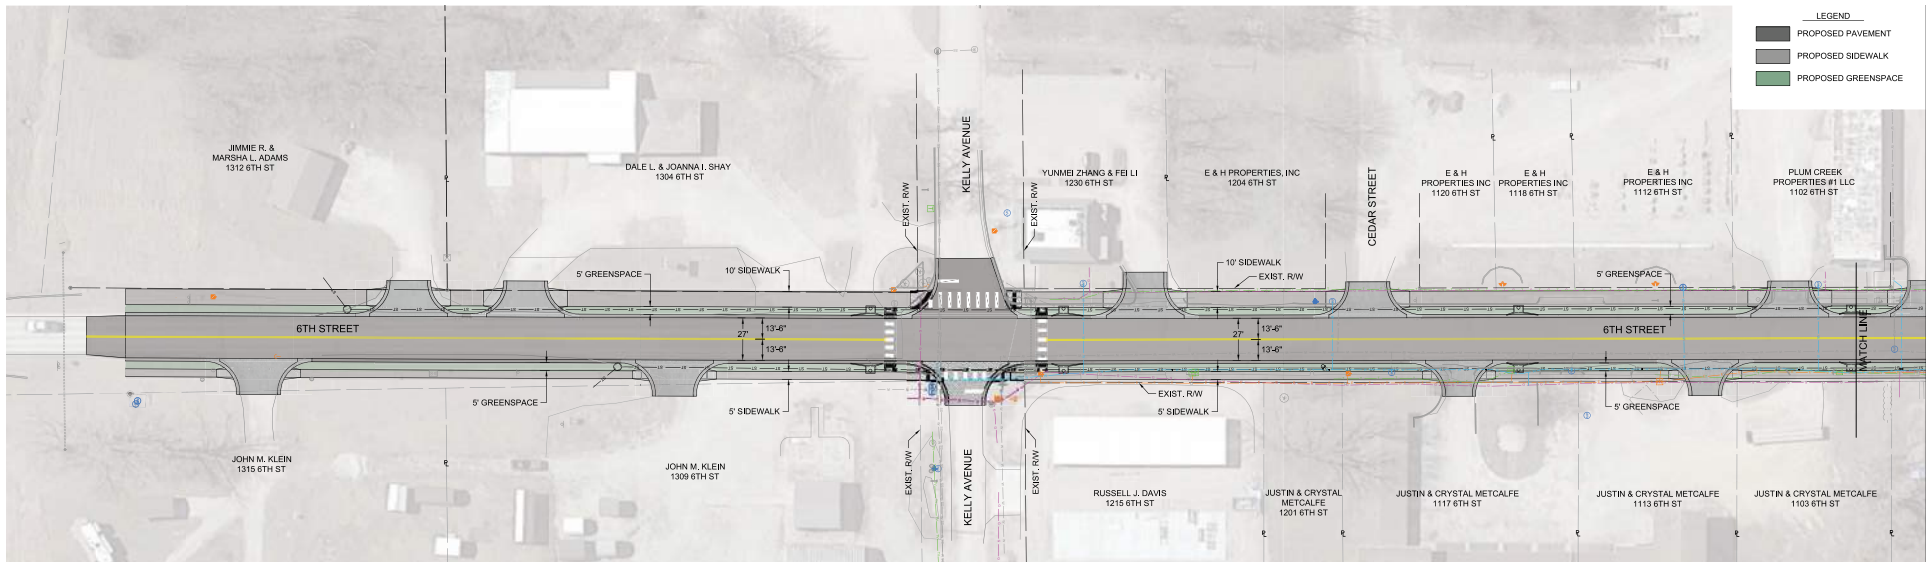 LEGEND
PROPOSED PAVEMENT
PROPOSED SIDEWALK
PROPOSED GREENSPACE
JIMMIE R. &
MARSHA L. ADAMS
1312 6TH ST
DALE L. & JOANNA I. SHAY
1304 6TH ST
KELLY AVENUE
EXIST. R/W
EXIST. R/W
YUNMEI ZHANG & FEI LI
1230 6TH ST
E & H PROPERTIES, INC
1204 6TH ST
CEDAR STREET
E & H
PROPERTIES INC
1120 6TH ST
E & H
PROPERTIES INC
1118 6TH ST
E & H
PROPERTIES INC
1112 6TH ST
PLUM CREEK
PROPERTIES #1 LLC
1102 6TH ST
5' GREENSPACE
10' SIDEWALK
10' SIDEWALK
EXIST. R/W
5' GREENSPACE
6TH STREET
27'
13'-6"
13'-6"
27'
13'-6"
13'-6"
6TH STREET
MATCH LINE
5' GREENSPACE
5' SIDEWALK
EXIST. R/W
5' SIDEWALK
5' GREENSPACE
JOHN M. KLEIN
1315 6TH ST
JOHN M. KLEIN
1309 6TH ST
EXIST. R/W
KELLY AVENUE
EXIST. R/W
RUSSELL J. DAVIS
1215 6TH ST
JUSTIN & CRYSTAL
METCALFE
1201 6TH ST
JUSTIN & CRYSTAL METCALFE
1117 6TH ST
JUSTIN & CRYSTAL METCALFE
1113 6TH ST
JUSTIN & CRYSTAL METCALFE
1103 6TH ST